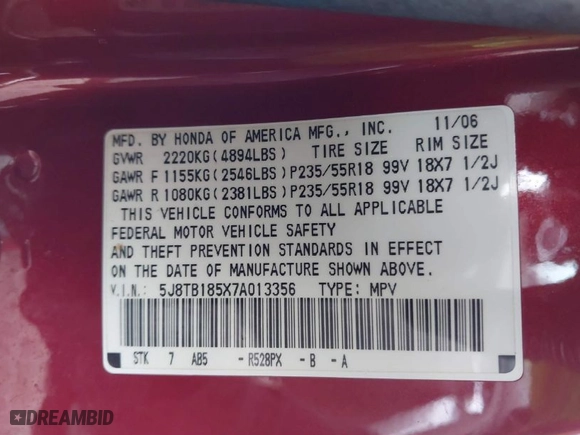 MFD. BY HONDA OF AMERICA MFG., INC. 11/06
GVWR 2220KG(4894LBS) TIRE SIZE RIM SIZE
GAWR F 1155KG(2546LBS)P235/55R18 99V 18X7 1/2J
GAWR R 1080KG(2381LBS)P235/55R18 99V 18X7 1/2J
THIS VEHICLE CONFORMS TO ALL APPLICABLE
FEDERAL MOTOR VEHICLE SAFETY
AND THEFT PREVENTION STANDARDS IN EFFECT
ON THE DATE OF MANUFACTURE SHOWN ABOVE.
V.I.N.: 5J8TB185X7A013356 TYPE: MPV
STK 7 AB5 -R528PX -B -A
DREAMBID